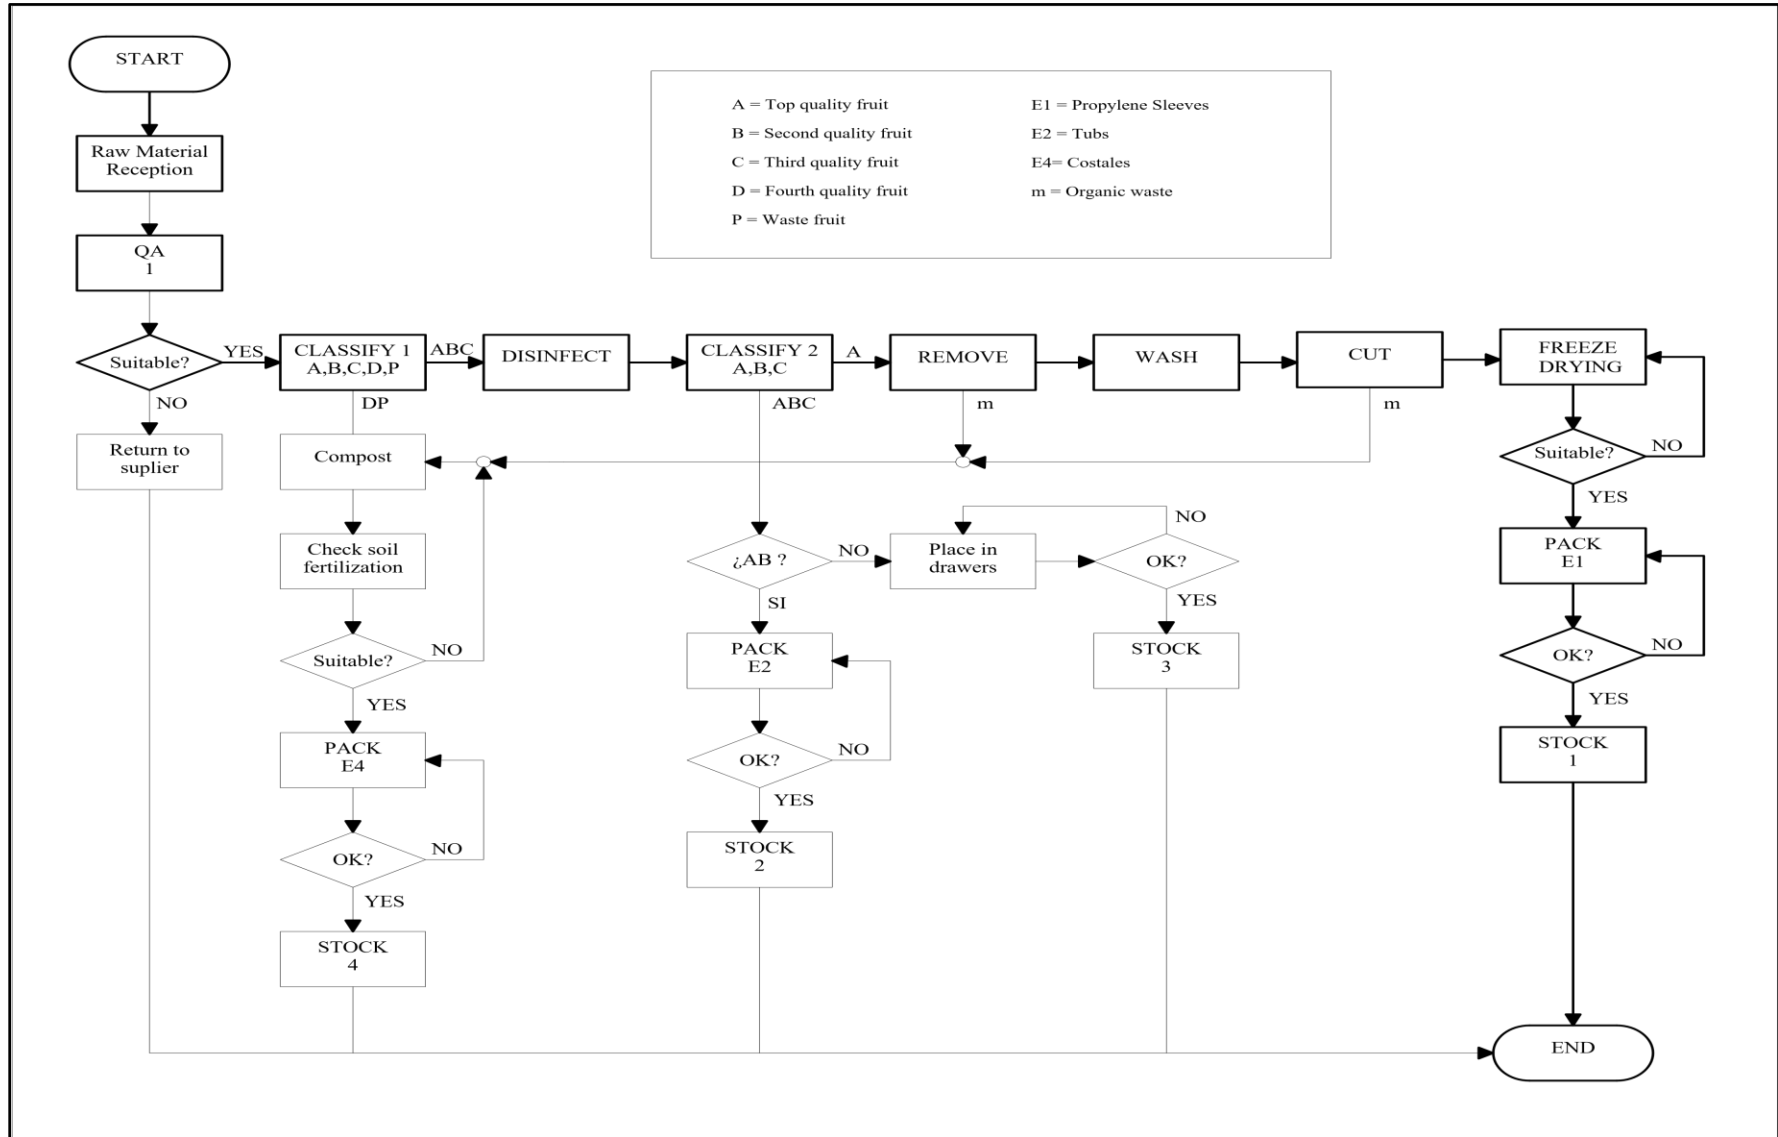 START
Raw Material
Reception
QA
1
Suitable?
YES
NO
Return to
suplier
A = Top quality fruit
B = Second quality fruit
C = Third quality fruit
D = Fourth quality fruit
P = Waste fruit
E1 = Propylene Sleeves
E2 = Tubs
E4= Costales
m = Organic waste
CLASSIFY 1
A,B,C,D,P
ABC
DP
DISINFECT
CLASSIFY 2
A,B,C
A
ABC
REMOVE
m
WASH
CUT
m
FREEZE
DRYING
Suitable?
NO
YES
PACK
E1
OK?
NO
YES
STOCK
1
Compost
Check soil
fertilization
Suitable?
NO
YES
PACK
E4
OK?
NO
YES
STOCK
4
¿AB ?
NO
SI
PACK
E2
OK?
NO
YES
STOCK
2
Place in
drawers
NO
OK?
YES
STOCK
3
END